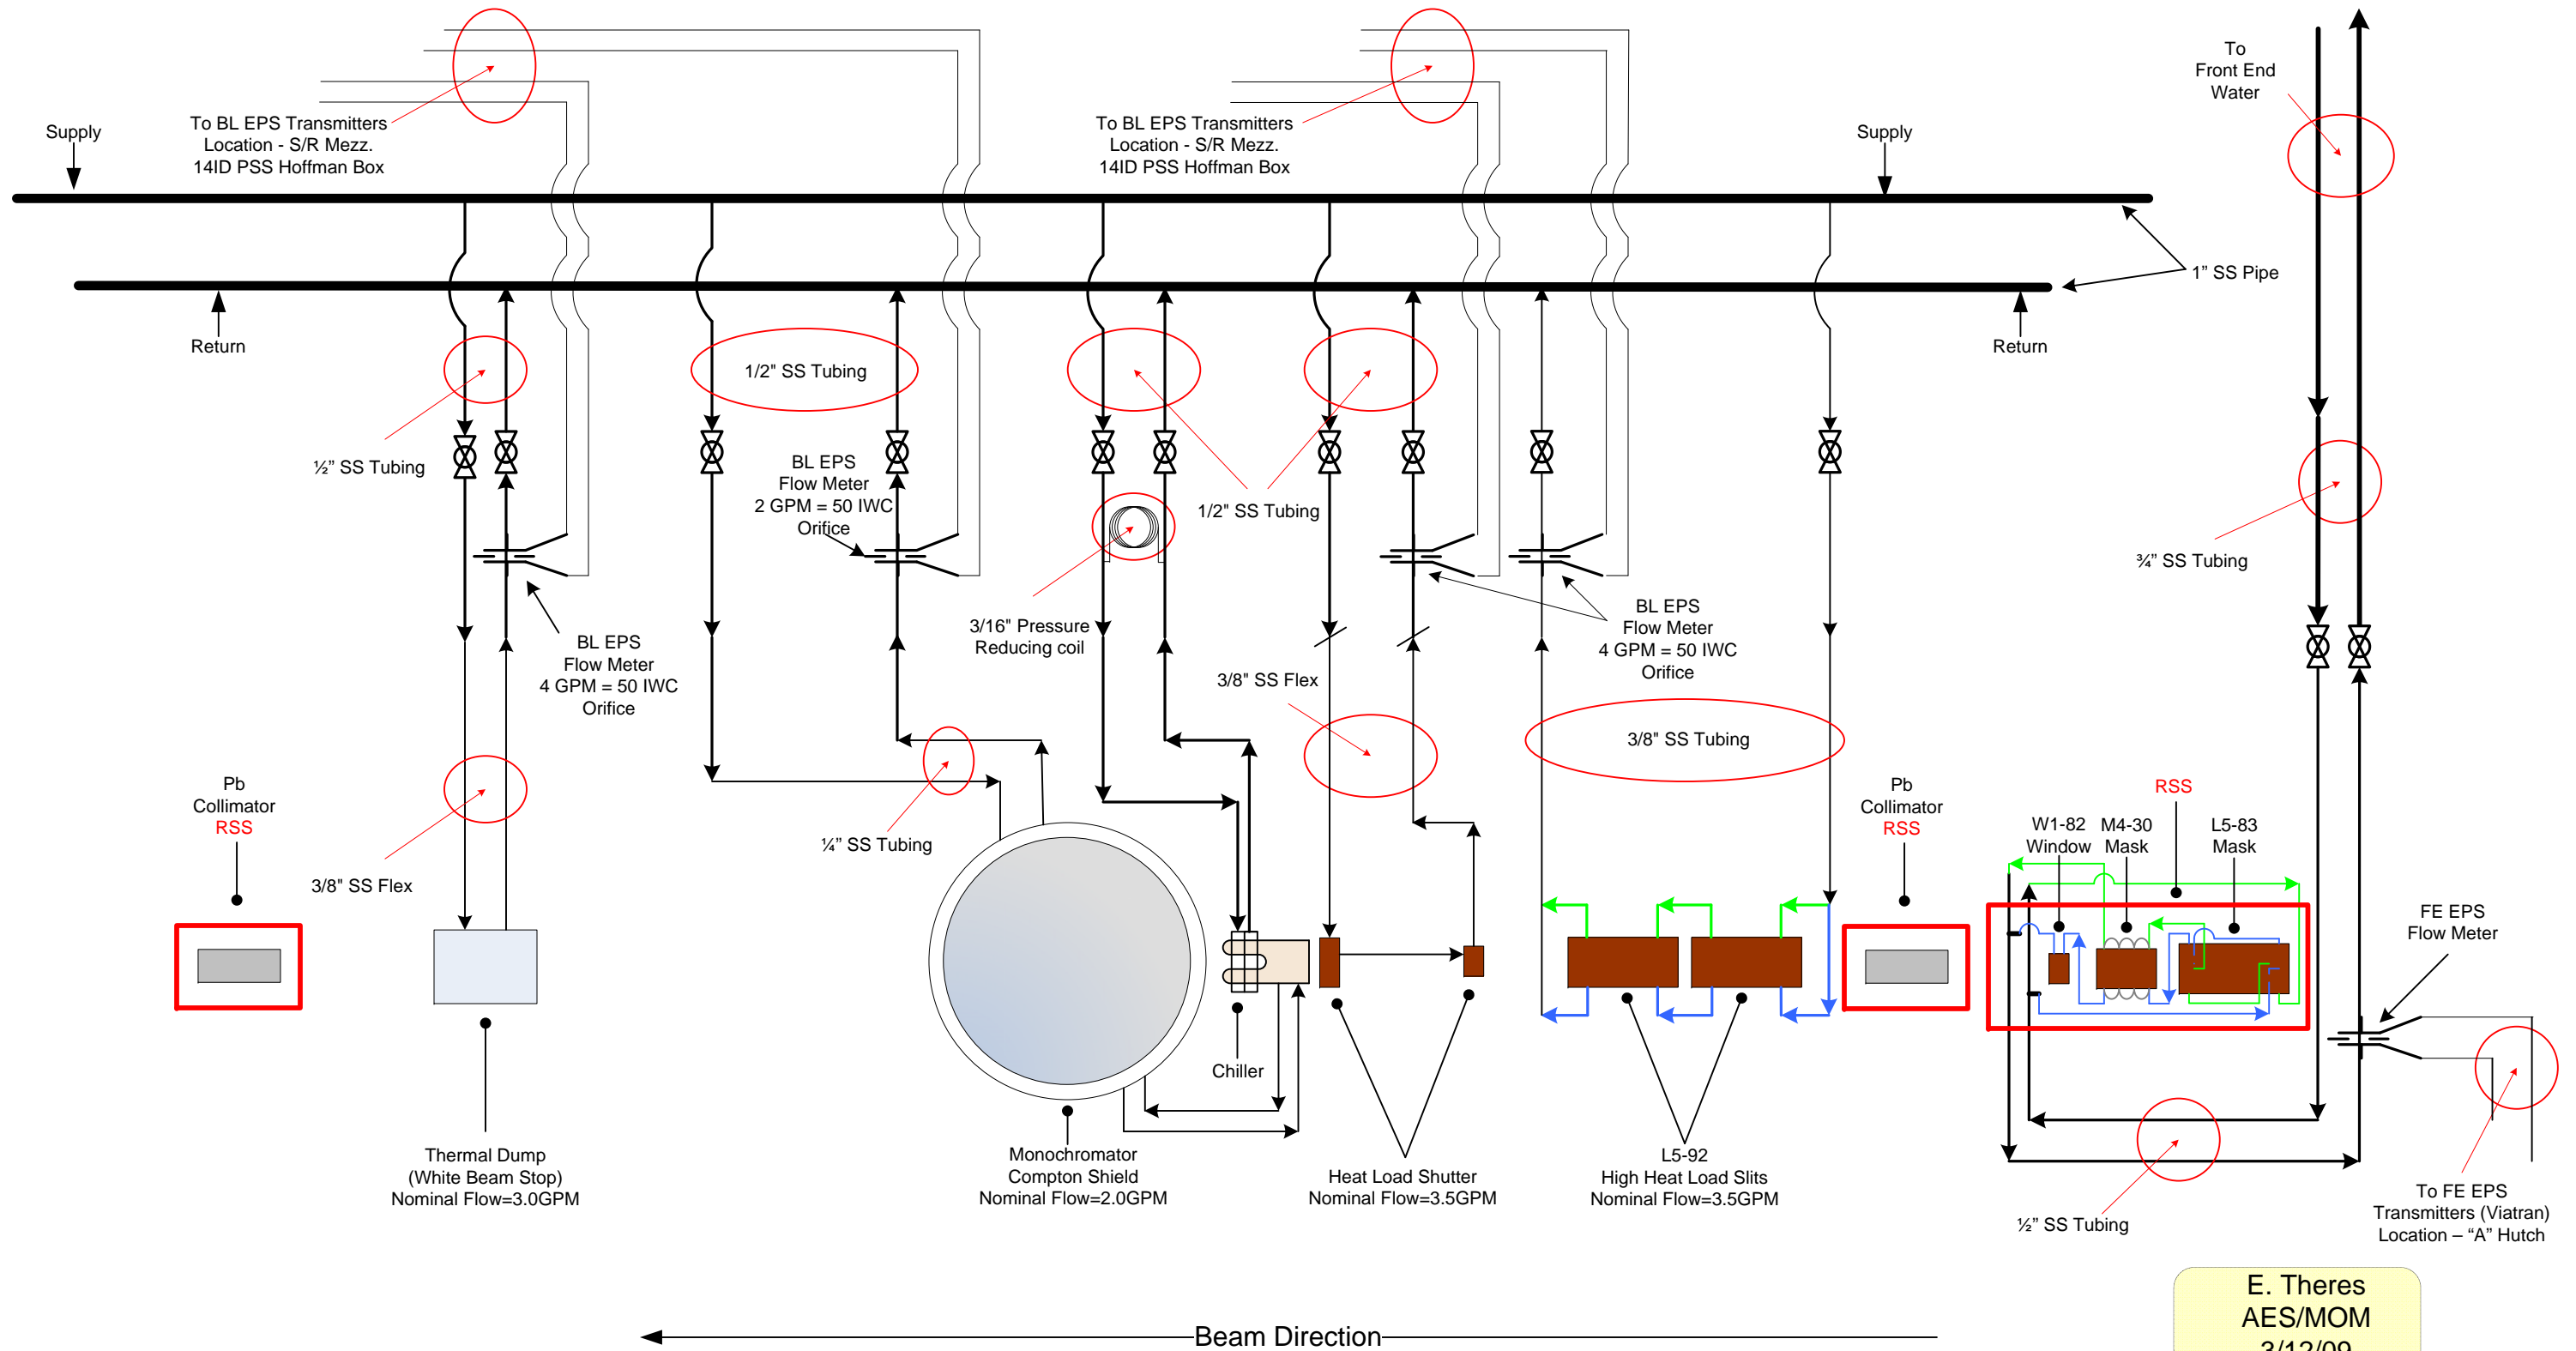 To
Front End
Water
Supply
To BL EPS Transmitters
Location - S/R Mezz.
14ID PSS Hoffman Box
To BL EPS Transmitters
Location - S/R Mezz.
14ID PSS Hoffman Box
Supply
1” SS Pipe
Return
Return
1/2" SS Tubing
½” SS Tubing
BL EPS
Flow Meter
2 GPM = 50 IWC
Orifice
1/2" SS Tubing
¾” SS Tubing
3/16" Pressure
Reducing coil
BL EPS
Flow Meter
4 GPM = 50 IWC
Orifice
BL EPS
Flow Meter
4 GPM = 50 IWC
Orifice
3/8" SS Flex
3/8" SS Tubing
Pb
Collimator
RSS
¼” SS Tubing
3/8" SS Flex
Pb
Collimator
RSS
RSS
W1-82
Window
M4-30
Mask
L5-83
Mask
FE EPS
Flow Meter
Chiller
Thermal Dump
(White Beam Stop)
Nominal Flow=3.0GPM
Monochromator
Compton Shield
Nominal Flow=2.0GPM
Heat Load Shutter
Nominal Flow=3.5GPM
L5-92
High Heat Load Slits
Nominal Flow=3.5GPM
½” SS Tubing
To FE EPS
Transmitters (Viatran)
Location – “A” Hutch
Beam Direction
E. Theres
AES/MOM
3/12/09